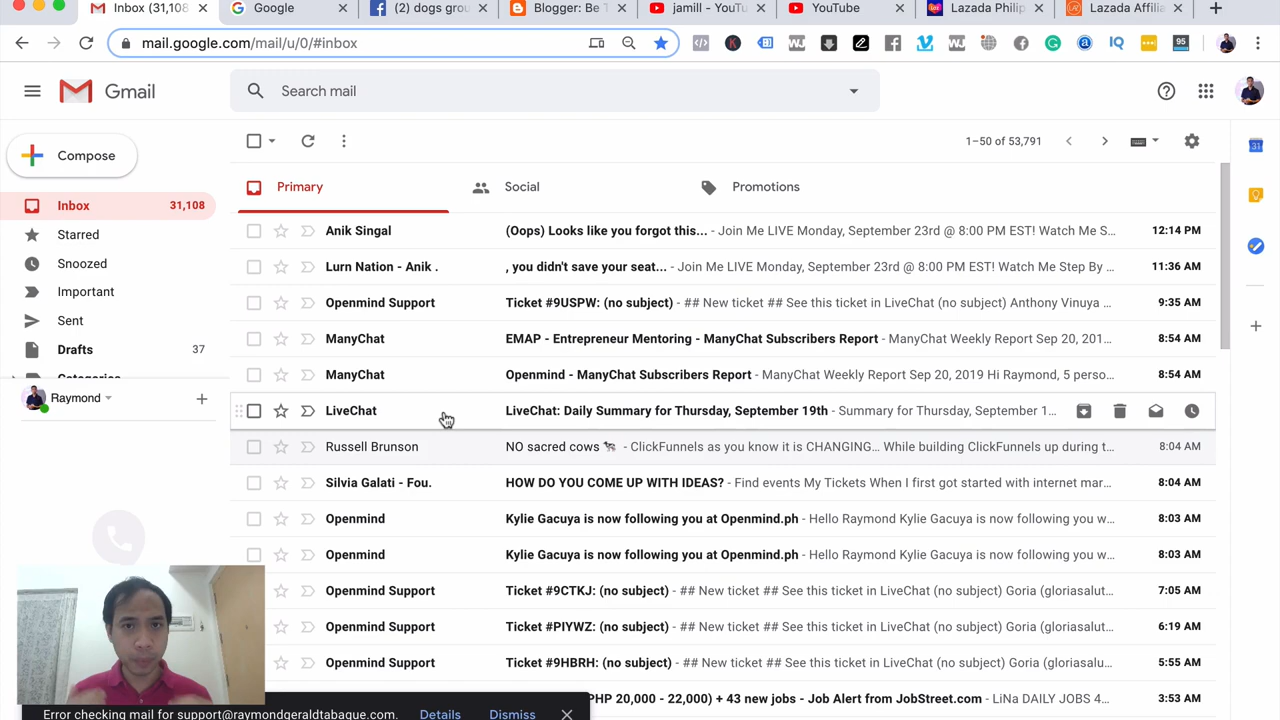 Inbox (31,108
Google
(2) dogs grou
Blogger: Be T
jamill - YouTu
YouTube
Lazada Philip
Lazada Affilia
mail.google.com/mail/u/0/#inbox
95
Gmail
Search mail
Compose
1–50 of 53,791
Primary
Social
Promotions
Inbox 31,108
Starred
Snoozed
Important
Sent
Drafts 37
Categories
Raymond
Anik Singal (Oops) Looks like you forgot this... - Join Me LIVE Monday, September 23rd @ 8:00 PM EST! Watch Me S... 12:14 PM
Lurn Nation - Anik . , you didn't save your seat... - Join Me LIVE Monday, September 23rd @ 8:00 PM EST! Watch Me Step By ... 11:36 AM
Openmind Support Ticket #9USPW: (no subject) - ## New ticket ## See this ticket in LiveChat (no subject) Anthony Vinuya ... 9:35 AM
ManyChat EMAP - Entrepreneur Mentoring - ManyChat Subscribers Report - ManyChat Weekly Report Sep 20, 201... 8:54 AM
ManyChat Openmind - ManyChat Subscribers Report - ManyChat Weekly Report Sep 20, 2019 Hi Raymond, 5 perso... 8:54 AM
LiveChat LiveChat: Daily Summary for Thursday, September 19th - Summary for Thursday, September 1...
Russell Brunson NO sacred cows - ClickFunnels as you know it is CHANGING... While building ClickFunnels up during t... 8:04 AM
Silvia Galati - Fou. HOW DO YOU COME UP WITH IDEAS? - Find events My Tickets When I first got started with internet mar... 8:04 AM
Openmind Kylie Gacuya is now following you at Openmind.ph - Hello Raymond Kylie Gacuya is now following you w... 8:03 AM
Openmind Kylie Gacuya is now following you at Openmind.ph - Hello Raymond Kylie Gacuya is now following you w... 8:03 AM
Openmind Support Ticket #9CTKJ: (no subject) - ## New ticket ## See this ticket in LiveChat (no subject) Goria (gloriasalut... 7:05 AM
Openmind Support Ticket #PIYWZ: (no subject) - ## New ticket ## See this ticket in LiveChat (no subject) Goria (gloriasalut... 6:19 AM
Openmind Support Ticket #9HBRH: (no subject) - ## New ticket ## See this ticket in LiveChat (no subject) Goria (gloriasalut... 5:55 AM
PHP 20,000 - 22,000) + 43 new jobs - Job Alert from JobStreet.com - LiNa DAILY JOBS 4... 3:53 AM
Error checking mail for support@raymondgeraldtabaque.com. Details Dismiss